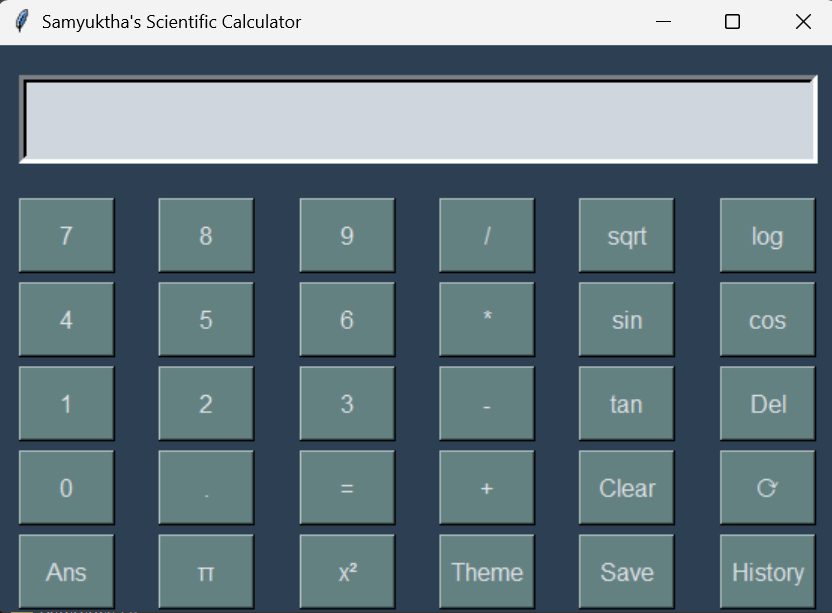 Samyuktha's Scientific Calculator
7 8 9 / sqrt log
4 5 6 * sin cos
1 2 3 - tan Del
0 . = + Clear ⟳
Ans π x² Theme Save History